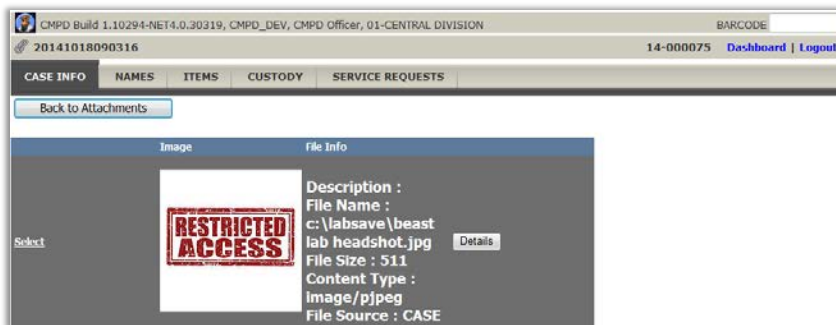 CMPD Build 1.10294-NET4.0.30319, CMPD_DEV, CMPD Officer, 01-CENTRAL DIVISION BARCODE
20141018090316 14-000075 Dashboard | Logout
CASE INFO NAMES ITEMS CUSTODY SERVICE REQUESTS
Back to Attachments
Image File Info
Select
RESTRICTED
ACCESS
Description :
File Name :
c:\labsave\beast
lab headshot.jpg
File Size : 511
Content Type :
image/pjpeg
File Source : CASE
Details